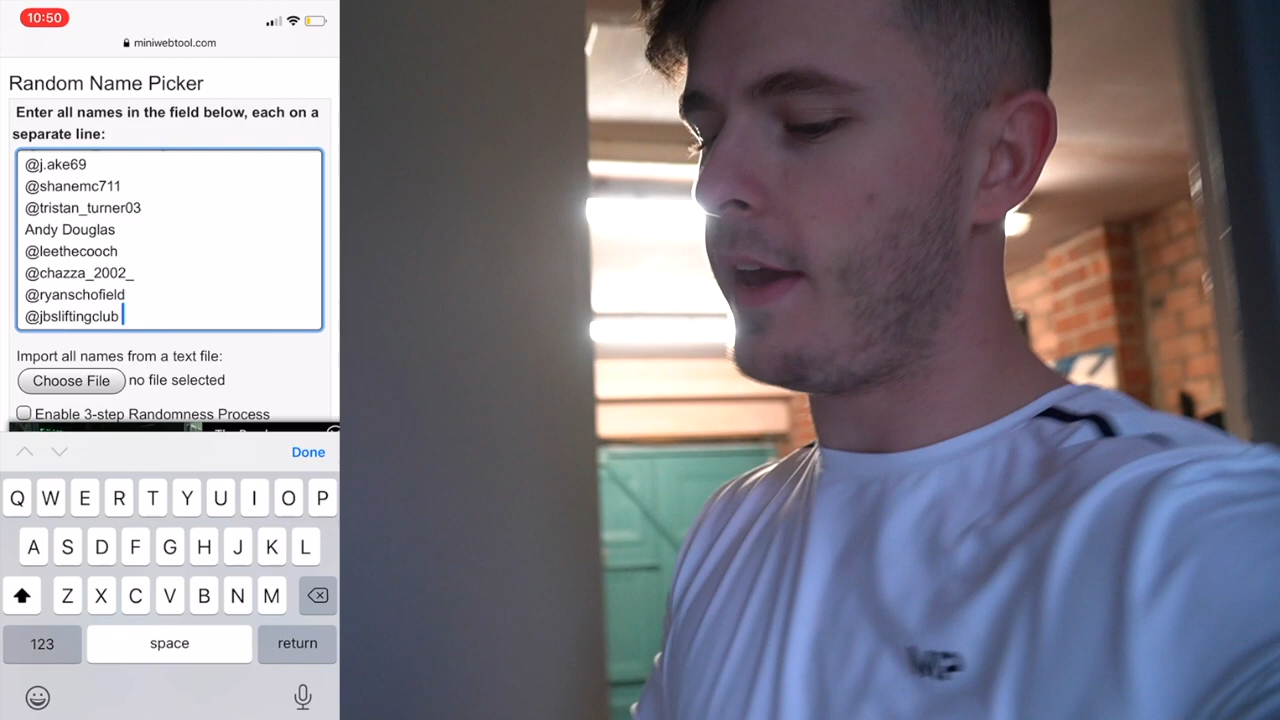 10:50
miniwebtool.com
Random Name Picker
Enter all names in the field below, each on a
separate line:
@j.ake69
@shanemc711
@tristan_turner03
Andy Douglas
@leethecooch
@chazza_2002_
@ryanschofield
@jbsliftingclub
Import all names from a text file:
Choose File no file selected
Enable 3-step Randomness Process
Done
Q W E R T Y U I O P
A S D F G H J K L
Z X C V B N M
123 space return